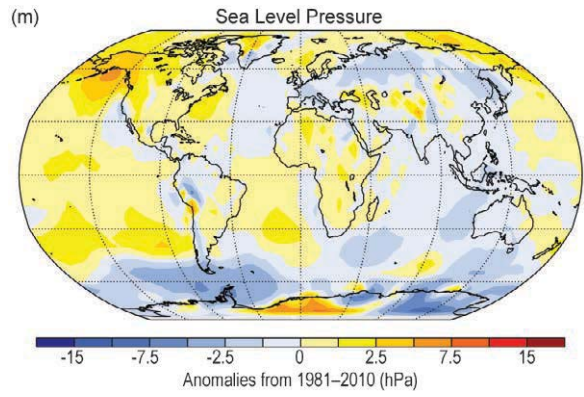 (m)
Sea Level Pressure
-15 -7.5 -2.5 0 2.5 7.5 15
Anomalies from 1981–2010 (hPa)